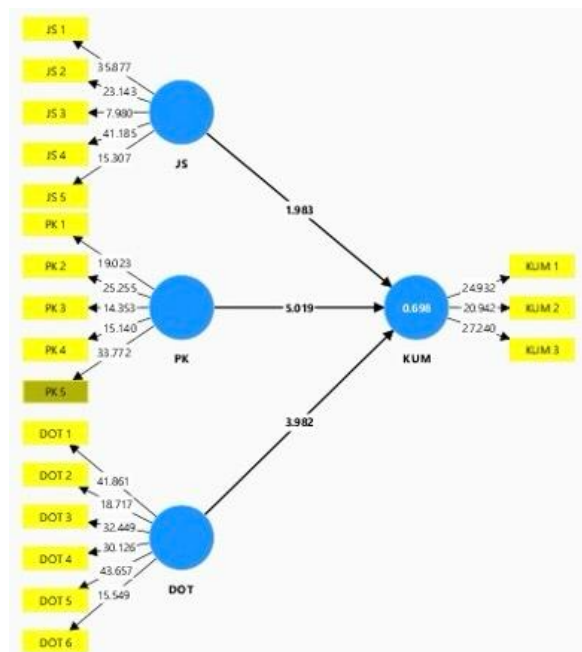 JS 1
35.877
JS 2
23.143
JS 3
7.980
JS 4
41.185
15.307
JS
JS 5
1.983
PK 1
19.023
PK 2
25.255
KUM 1
24.932
PK 3
14.353
5.019
0.698
20.942
KUM 2
15.140
27.240
PK 4
33.772
PK
KUM
KUM 3
PK 5
DOT 1
3.982
DOT 2
41.861
18.717
DOT 3
32.449
30.126
DOT 4
43.657
DOT
15.549
DOT 5
DOT 6